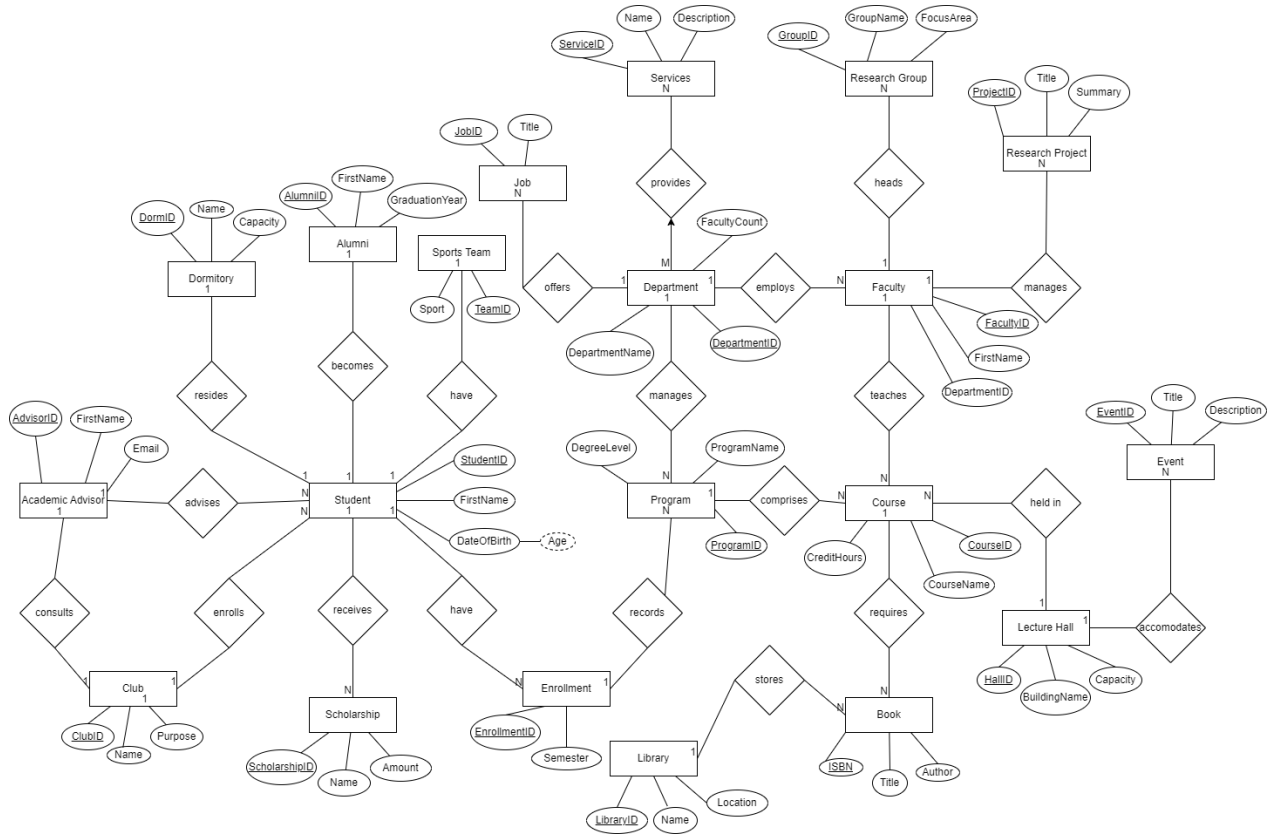 Name
Description
ServiceID
Services
N
GroupName
FocusArea
GroupID
Research Group
N
Title
ProjectID
Summary
Research Project
N
JobID
Title
Job
N
provides
heads
FirstName
AlumniID
GraduationYear
Alumni
1
Name
DormID
Capacity
Dormitory
1
Sports Team
1
Sport
TeamID
FacultyCount
M
offers
1
Department
1
1
employs
N
1
Faculty
1
1
manages
DepartmentName
DepartmentID
FacultyID
FirstName
DepartmentID
resides
becomes
have
manages
teaches
AdvisorID
FirstName
Email
Academic Advisor
1
1
advises
1
1
1
N
Student
N
1
1
StudentID
FirstName
DateOfBirth
Age
DegreeLevel
ProgramName
N
Program
1
N
ProgramID
comprises
N
N
Course
N
1
CreditHours
CourseID
CourseName
held in
EventID
Title
Description
Event
N
consults
enrolls
receives
have
records
requires
1
Lecture Hall
1
accomodates
HallID
BuildingName
Capacity
1
Club
1
1
ClubID
Name
Purpose
N
Scholarship
ScholarshipID
Name
Amount
N
Enrollment
1
EnrollmentID
Semester
stores
N
N
Book
ISBN
Title
Author
Library
1
LibraryID
Name
Location